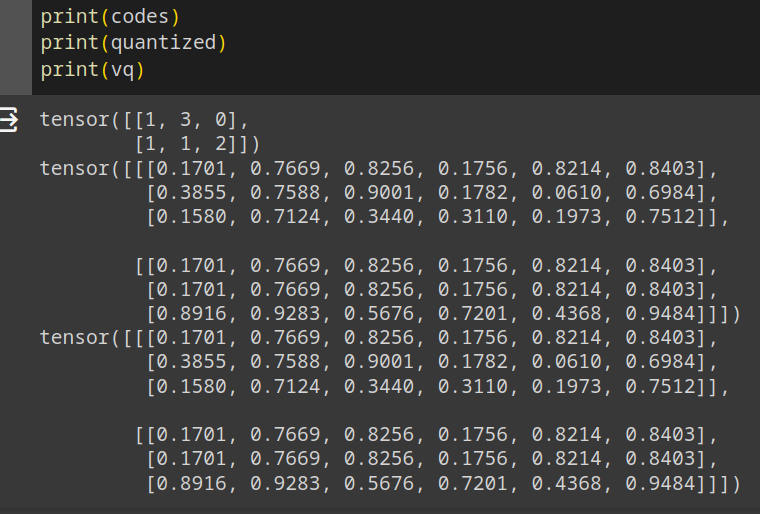 print(codes)
print(quantized)
print(vq)
tensor([[1, 3, 0],
        [1, 1, 2]])
tensor([[[0.1701, 0.7669, 0.8256, 0.1756, 0.8214, 0.8403],
         [0.3855, 0.7588, 0.9001, 0.1782, 0.0610, 0.6984],
         [0.1580, 0.7124, 0.3440, 0.3110, 0.1973, 0.7512]],

        [[0.1701, 0.7669, 0.8256, 0.1756, 0.8214, 0.8403],
         [0.1701, 0.7669, 0.8256, 0.1756, 0.8214, 0.8403],
         [0.8916, 0.9283, 0.5676, 0.7201, 0.4368, 0.9484]]])
tensor([[[0.1701, 0.7669, 0.8256, 0.1756, 0.8214, 0.8403],
         [0.3855, 0.7588, 0.9001, 0.1782, 0.0610, 0.6984],
         [0.1580, 0.7124, 0.3440, 0.3110, 0.1973, 0.7512]],

        [[0.1701, 0.7669, 0.8256, 0.1756, 0.8214, 0.8403],
         [0.1701, 0.7669, 0.8256, 0.1756, 0.8214, 0.8403],
         [0.8916, 0.9283, 0.5676, 0.7201, 0.4368, 0.9484]]])